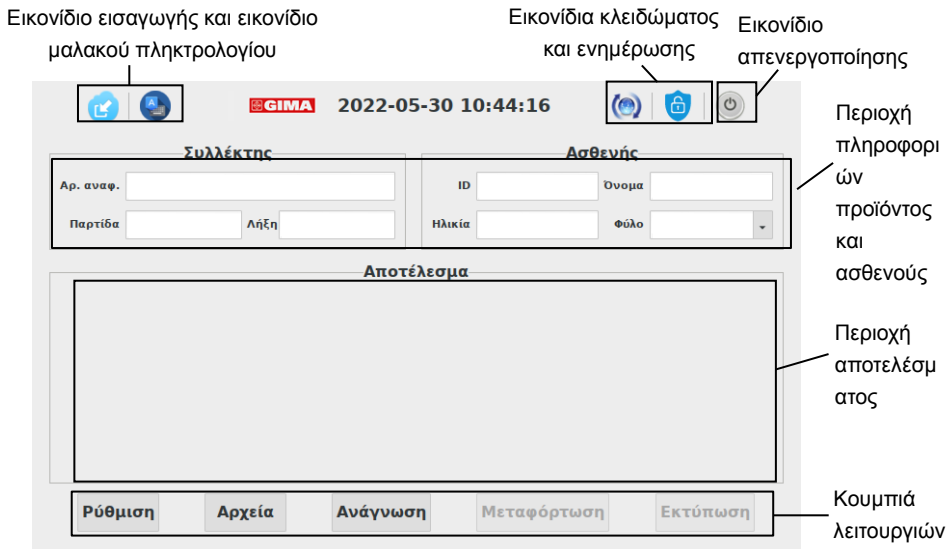 Εικονίδιο εισαγωγής και εικονίδιο
μαλακού πληκτρολογίου
Εικονίδια κλειδώματος
και ενημέρωσης
Εικονίδιο
απενεργοποίησης
GIMA 2022-05-30 10:44:16
Συλλέκτης Ασθενής
Αρ. αναφ. ID Όνομα
Παρτίδα Λήξη Ηλικία Φύλο
Περιοχή
πληροφορι
ών
προϊόντος
και
ασθενούς
Αποτέλεσμα
Περιοχή
αποτελέσμ
ατος
Ρύθμιση Αρχεία Ανάγνωση Μεταφόρτωση Εκτύπωση
Κουμπιά
λειτουργιών